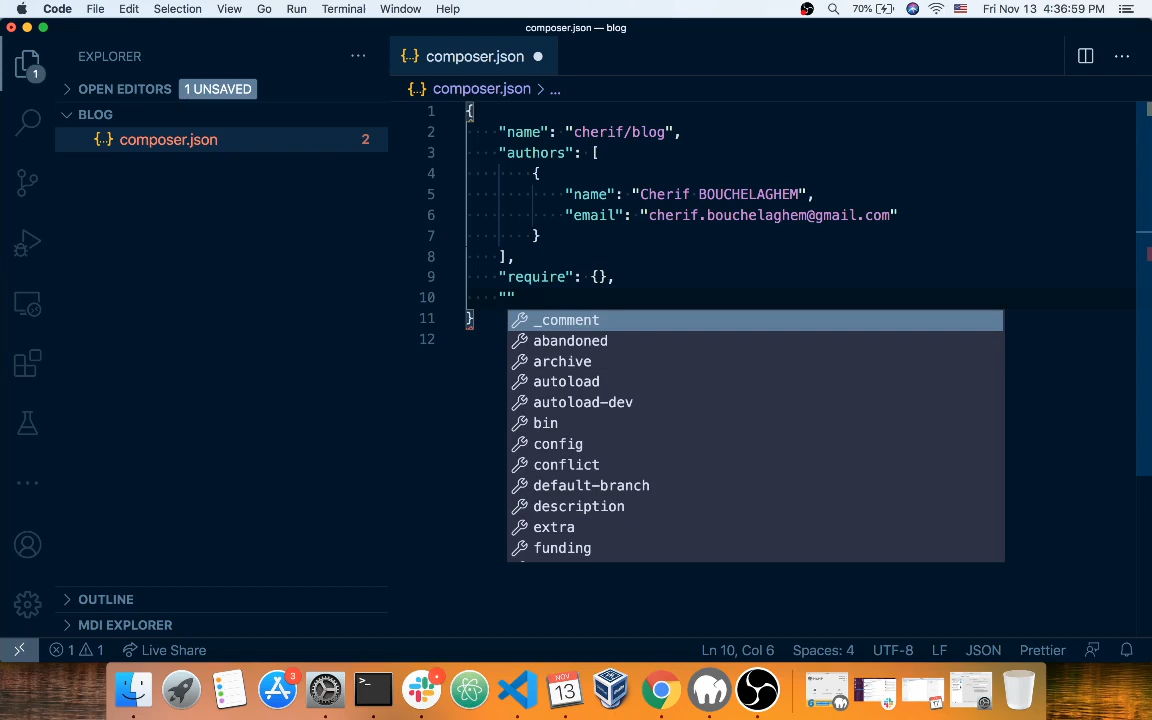 Code File Edit Selection View Go Run Terminal Window Help 70% Fri Nov 13 4:36:59 PM
composer.json — blog
EXPLORER ...
composer.json
1
OPEN EDITORS 1 UNSAVED
composer.json > ...
BLOG
composer.json 2
1 {
2 ····"name":·"cherif/blog",
3 ····"authors":·[
4 ········{
5 ············"name":·"Cherif·BOUCHELAGHEM",
6 ············"email":·"cherif.bouchelaghem@gmail.com"
7 ········}
8 ····],
9 ····"require":·{},
10 ····""
11 }
12
_comment
abandoned
archive
autoload
autoload-dev
bin
config
conflict
default-branch
description
extra
funding
OUTLINE
MDI EXPLORER
1 1 Live Share Ln 10, Col 6 Spaces: 4 UTF-8 LF JSON Prettier
3
NOV
13